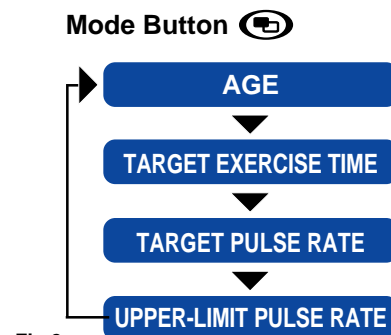 Mode Button
AGE
TARGET EXERCISE TIME
TARGET PULSE RATE
UPPER-LIMIT PULSE RATE